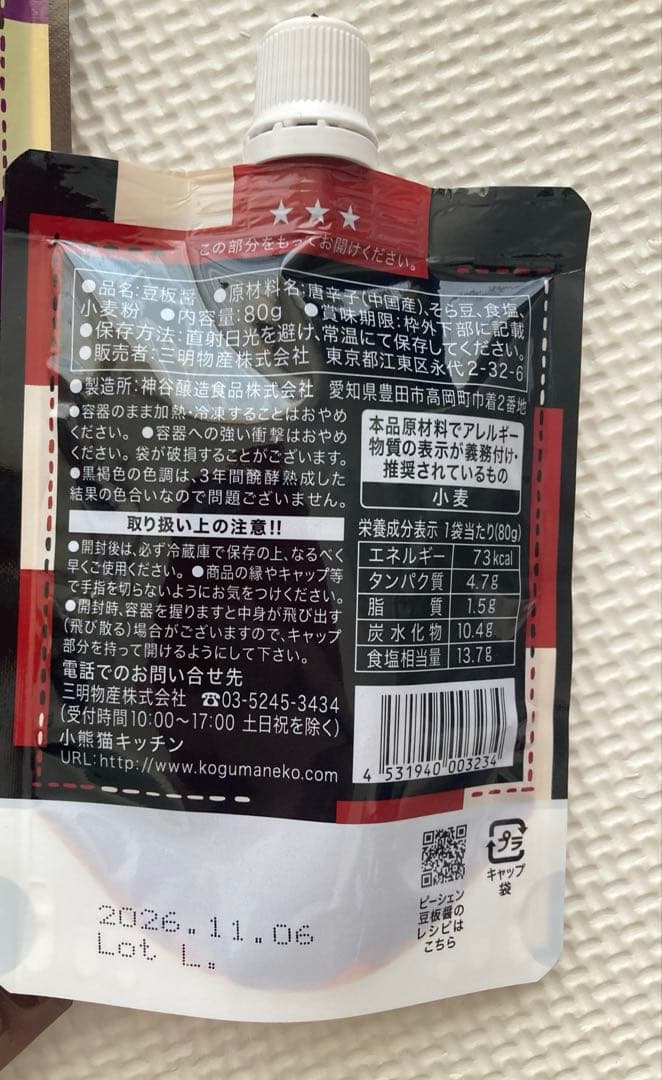 ★★★
この部分をもってお開けください。
●品名:豆板醤 ●原材料名:唐辛子(中国産)、そら豆、食塩、
小麦粉 ●内容量:80g ●賞味期限:枠外下部に記載
●保存方法:直射日光を避け、常温にて保存してください。
●販売者:三明物産株式会社 東京都江東区永代2-32-6
●製造所:神谷醸造食品株式会社 愛知県豊田市高岡町巾着2番地
●容器のまま加熱・冷凍することはおやめ
ください。●容器への強い衝撃はおやめ
ください。袋が破損することがございます。
●黒褐色の色調は、3年間醗酵熟成した
結果の色合いなので問題ございません。
本品原材料でアレルギー
物質の表示が義務付け・
推奨されているもの
小麦
取り扱い上の注意!!
●開封後は、必ず冷蔵庫で保存の上、なるべく
早くご使用ください。●商品の縁やキャップ等
で手指を切らないようにお気をつけください。
●開封時、容器を握りますと中身が飛び出す
(飛び散る)場合がございますので、キャップ
部分を持って開けるようにして下さい。
電話でのお問い合せ先
三明物産株式会社 ☎03-5245-3434
(受付時間10:00〜17:00 土日祝を除く)
小熊猫キッチン
URL:http://www.kogumaneko.com
栄養成分表示 1袋当たり(80g)
エネルギー 73kcal
タンパク質 4.7g
脂質 1.5g
炭水化物 10.4g
食塩相当量 13.7g
4 531940 003234
プラ
キャップ
袋
ピーシェン
豆板醤の
レシピは
こちら
2026.11.06
Lot L.